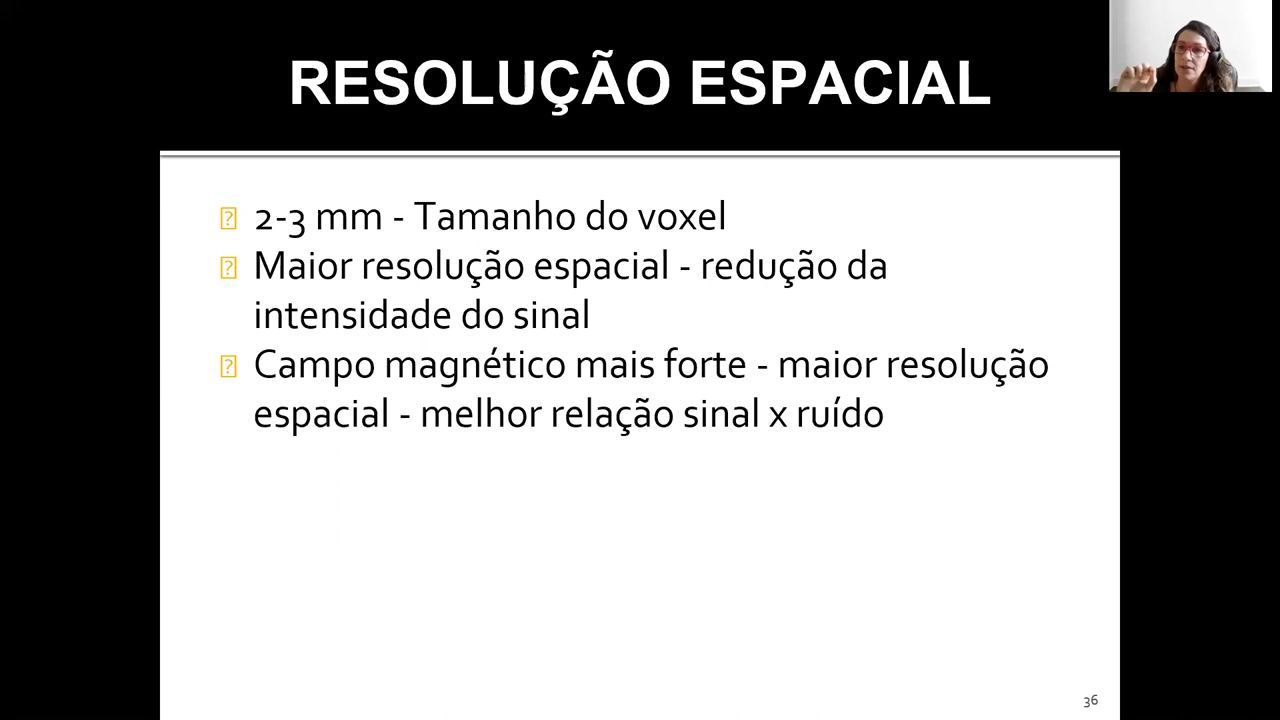 RESOLUÇÃO ESPACIAL
2-3 mm - Tamanho do voxel
Maior resolução espacial - redução da
intensidade do sinal
Campo magnético mais forte - maior resolução
espacial - melhor relação sinal x ruído
36